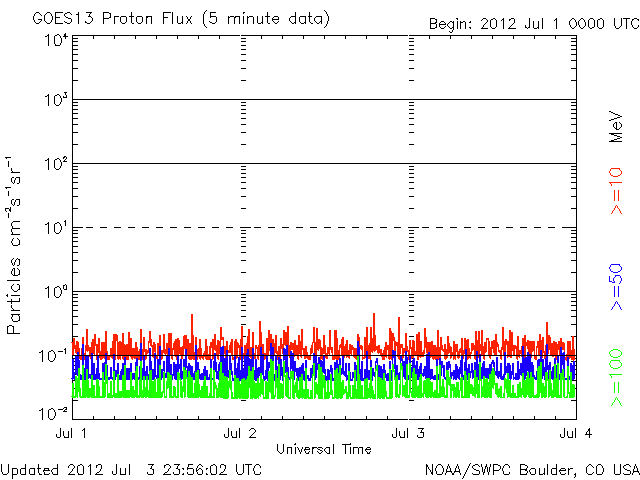 GOES13 Proton Flux (5 minute data)
Begin: 2012 Jul 1 0000 UTC
10⁴
10³
10²
10¹
10⁰
10⁻¹
10⁻²
Particles cm⁻²s⁻¹sr⁻¹
Jul 1
Jul 2
Jul 3
Jul 4
Universal Time
MeV
>=10
>=50
>=100
Updated 2012 Jul 3 23:56:02 UTC
NOAA/SWPC Boulder, CO USA